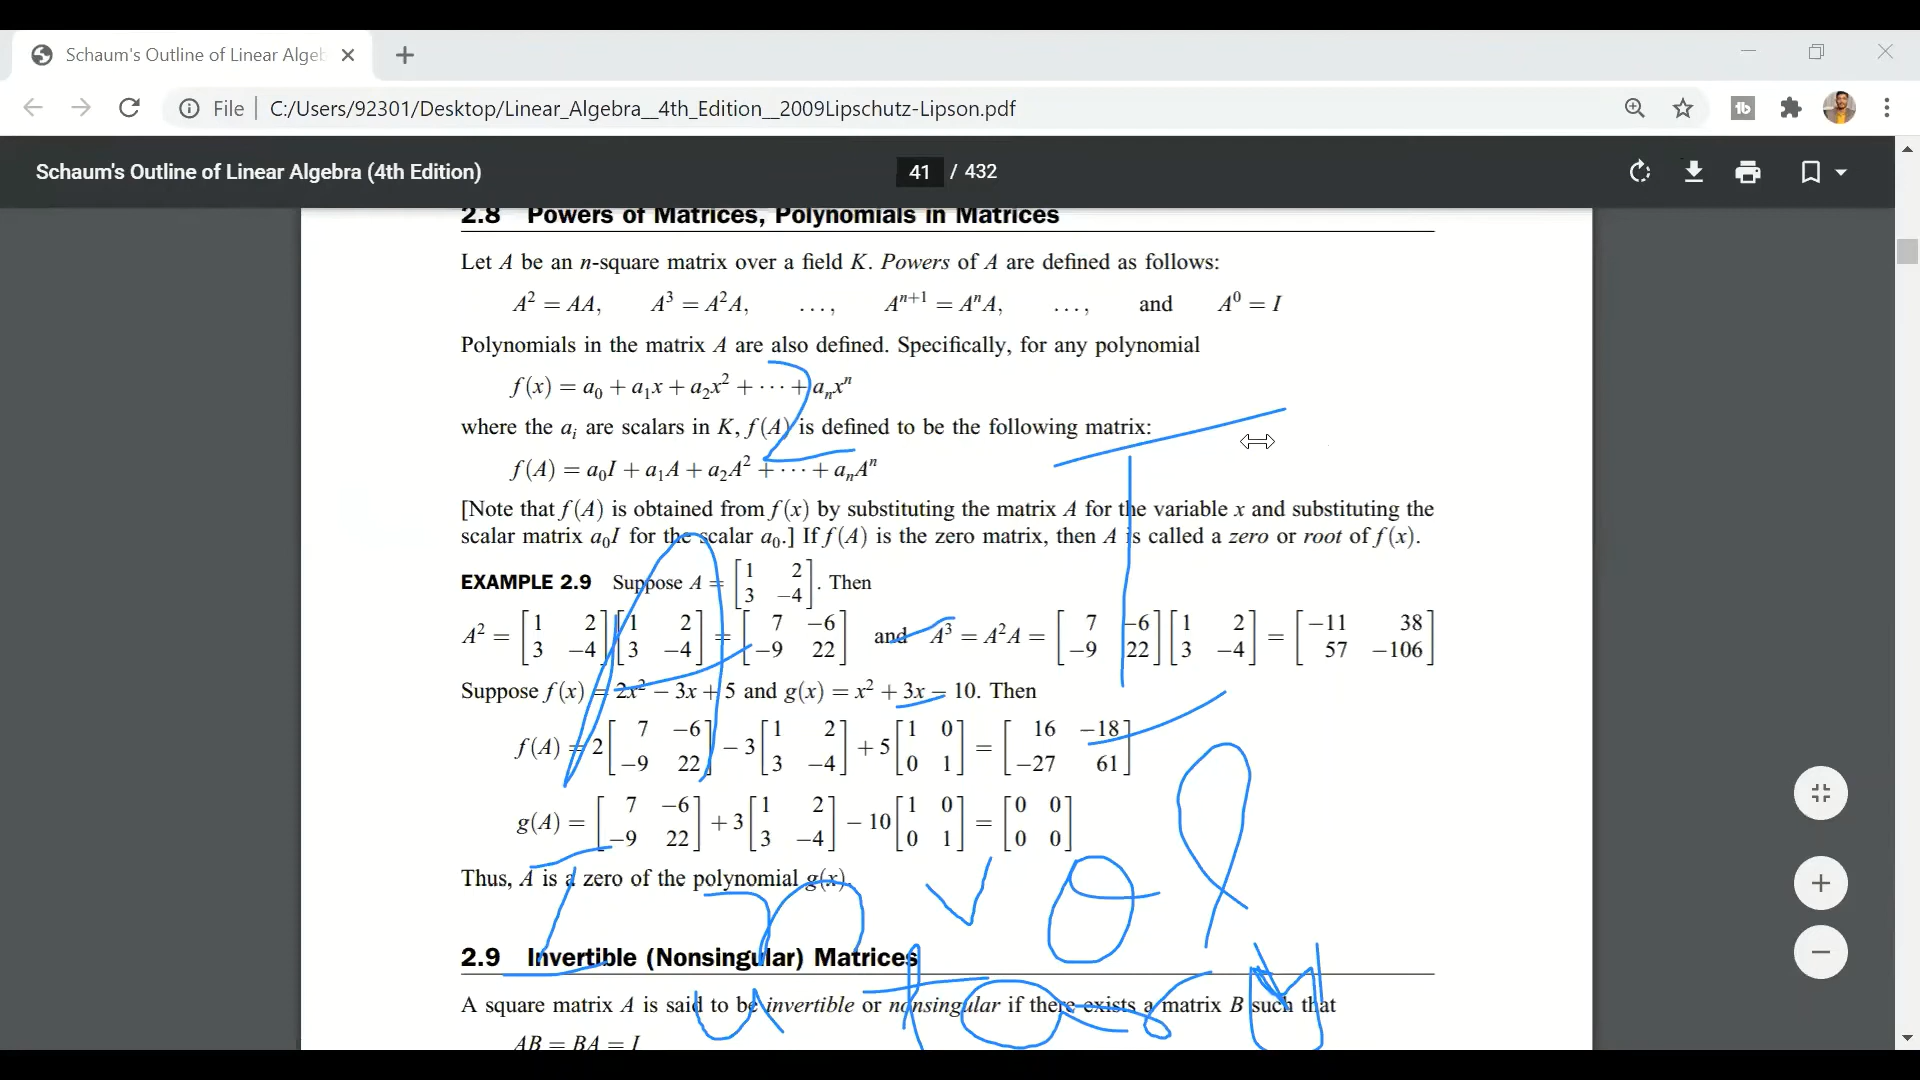 Schaum's Outline of Linear Algeb
File | C:/Users/92301/Desktop/Linear_Algebra__4th_Edition__2009Lipschutz-Lipson.pdf
Schaum's Outline of Linear Algebra (4th Edition) 41 / 432
2.8 Powers of Matrices, Polynomials in Matrices
Let A be an n-square matrix over a field K. Powers of A are defined as follows:
A² = AA, A³ = A²A, ..., Aⁿ⁺¹ = AⁿA, ..., and A⁰ = I
Polynomials in the matrix A are also defined. Specifically, for any polynomial
f(x) = a₀ + a₁x + a₂x² + ··· + aₙxⁿ
where the aᵢ are scalars in K, f(A) is defined to be the following matrix:
f(A) = a₀I + a₁A + a₂A² + ··· + aₙAⁿ
[Note that f(A) is obtained from f(x) by substituting the matrix A for the variable x and substituting the
scalar matrix a₀I for the scalar a₀.] If f(A) is the zero matrix, then A is called a zero or root of f(x).
EXAMPLE 2.9 Suppose A = [1 2; 3 −4]. Then
A² = [1 2; 3 −4][1 2; 3 −4] = [7 −6; −9 22] and A³ = A²A = [7 −6; −9 22][1 2; 3 −4] = [−11 38; 57 −106]
Suppose f(x) = 2x² − 3x + 5 and g(x) = x² + 3x − 10. Then
f(A) = 2[7 −6; −9 22] − 3[1 2; 3 −4] + 5[1 0; 0 1] = [16 −18; −27 61]
g(A) = [7 −6; −9 22] + 3[1 2; 3 −4] − 10[1 0; 0 1] = [0 0; 0 0]
Thus, A is a zero of the polynomial g(x).
2.9 Invertible (Nonsingular) Matrices
A square matrix A is said to be invertible or nonsingular if there exists a matrix B such that
AB = BA = I
A² = I